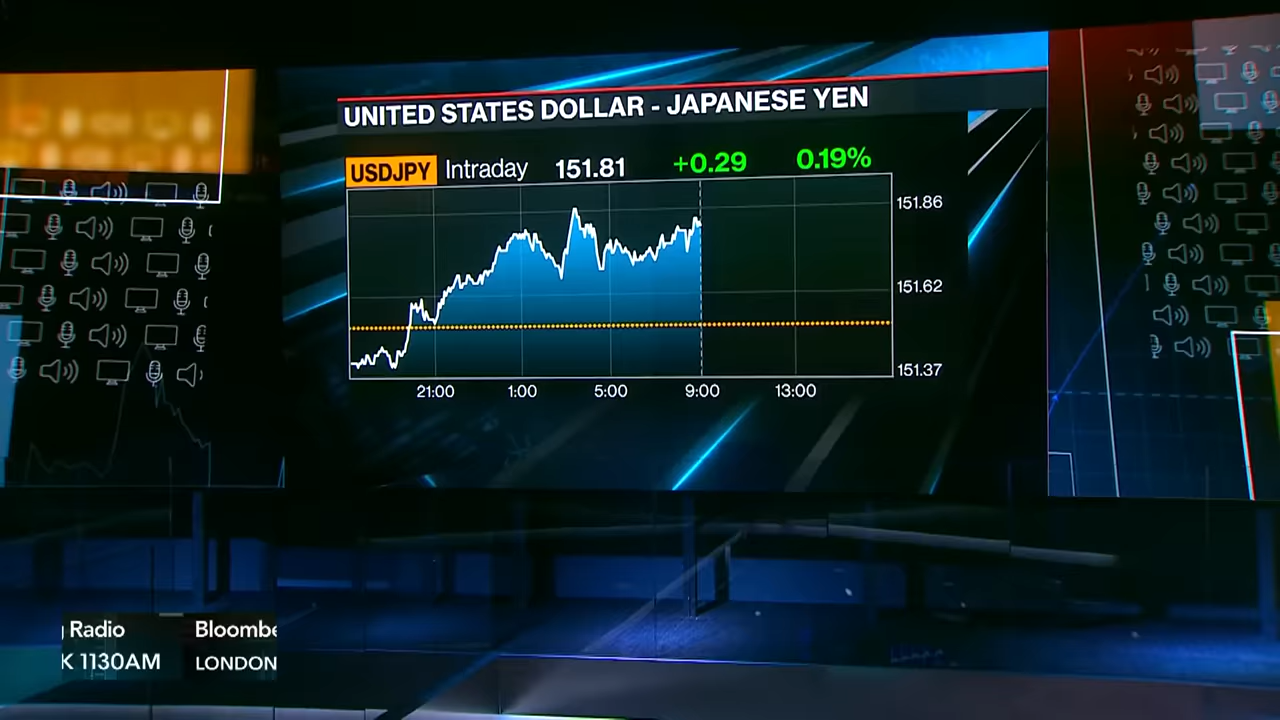 UNITED STATES DOLLAR - JAPANESE YEN
USDJPY Intraday 151.81 +0.29 0.19%
151.86
151.62
151.37
21:00 1:00 5:00 9:00 13:00
Radio Bloombe
K 1130AM LONDON